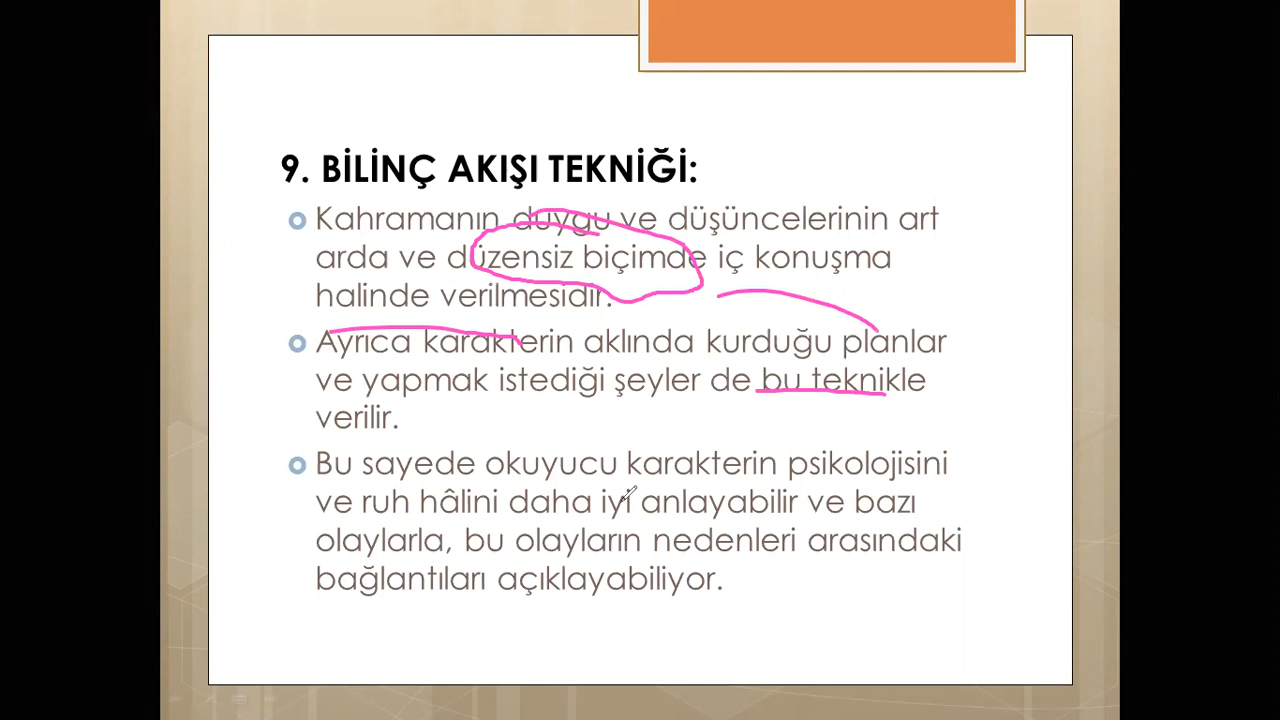 9. BİLİNÇ AKIŞI TEKNİĞİ:
Kahramanın duygu ve düşüncelerinin art
arda ve düzensiz biçimde iç konuşma
halinde verilmesidir.
Ayrıca karakterin aklında kurduğu planlar
ve yapmak istediği şeyler de bu teknikle
verilir.
Bu sayede okuyucu karakterin psikolojisini
ve ruh hâlini daha iyi anlayabilir ve bazı
olaylarla, bu olayların nedenleri arasındaki
bağlantıları açıklayabiliyor.